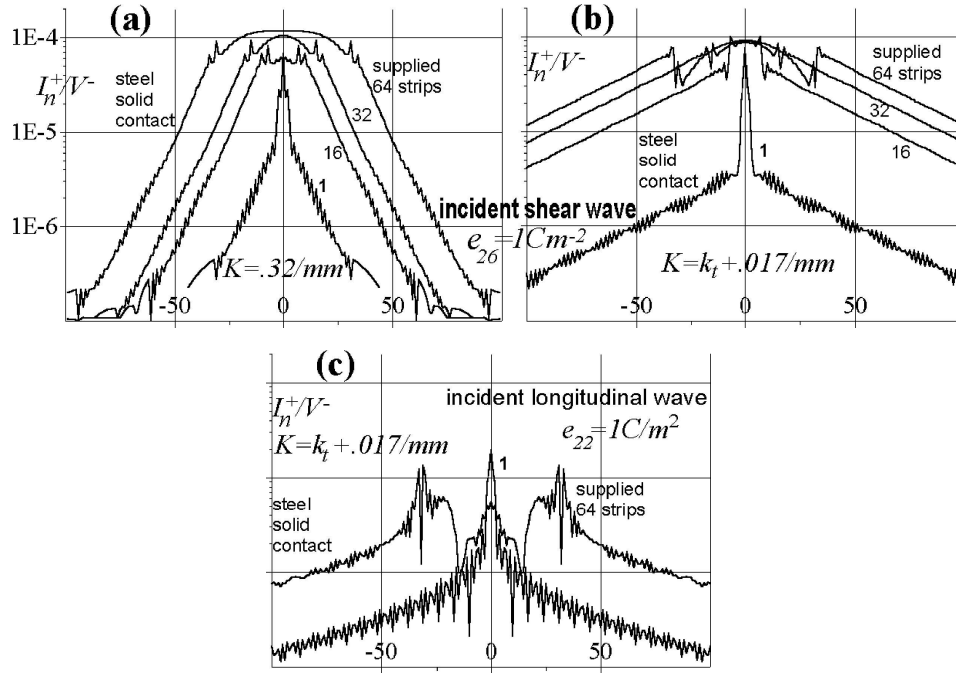 (a)
1E-4
I_n^+/V^-
steel
solid
contact
supplied
64 strips
32
16
1
1E-5
1E-6
K=.32/mm
-50 0 50
(b)
I_n^+/V^-
supplied
64 strips
32
16
steel
solid
contact
1
incident shear wave
e_26=1Cm^-2
K=k_t+.017/mm
-50 0 50
(c)
I_n^+/V^-
K=k_t+.017/mm
incident longitudinal wave
e_22=1C/m^2
1
steel
solid
contact
supplied
64 strips
-50 0 50